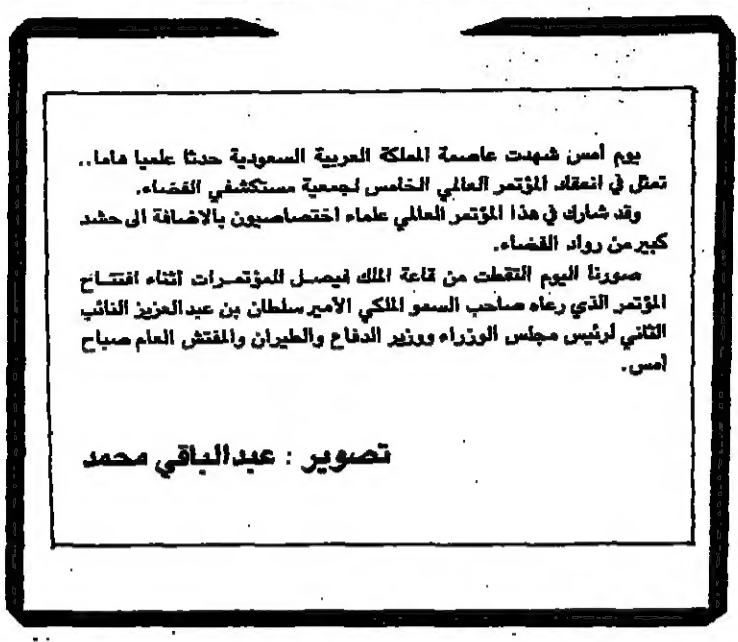 يوم أمس شهدت عاصمة المملكة العربية السعودية حدثا علميا هاما..
تمثل في انعقاد المؤتمر العالمي الخامس لجمعية مستكشفي الفضاء.
وقد شارك في هذا المؤتمر العالمي علماء اختصاصيون بالاضافة الى حشد
كبير من رواد الفضاء.
صورنا اليوم التقطت من قاعة الملك فيصل للمؤتمرات أثناء افتتاح
المؤتمر الذي رعاه صاحب السمو الملكي الأمير سلطان بن عبدالعزيز النائب
الثاني لرئيس مجلس الوزراء ووزير الدفاع والطيران والمفتش العام صباح
أمس.
تصوير : عبدالباقي محمد